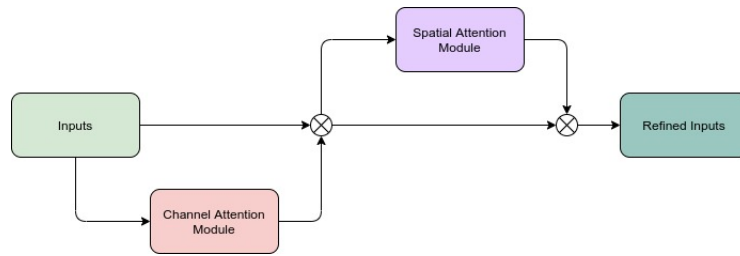 Spatial Attention
Module
Inputs
Refined Inputs
Channel Attention
Module